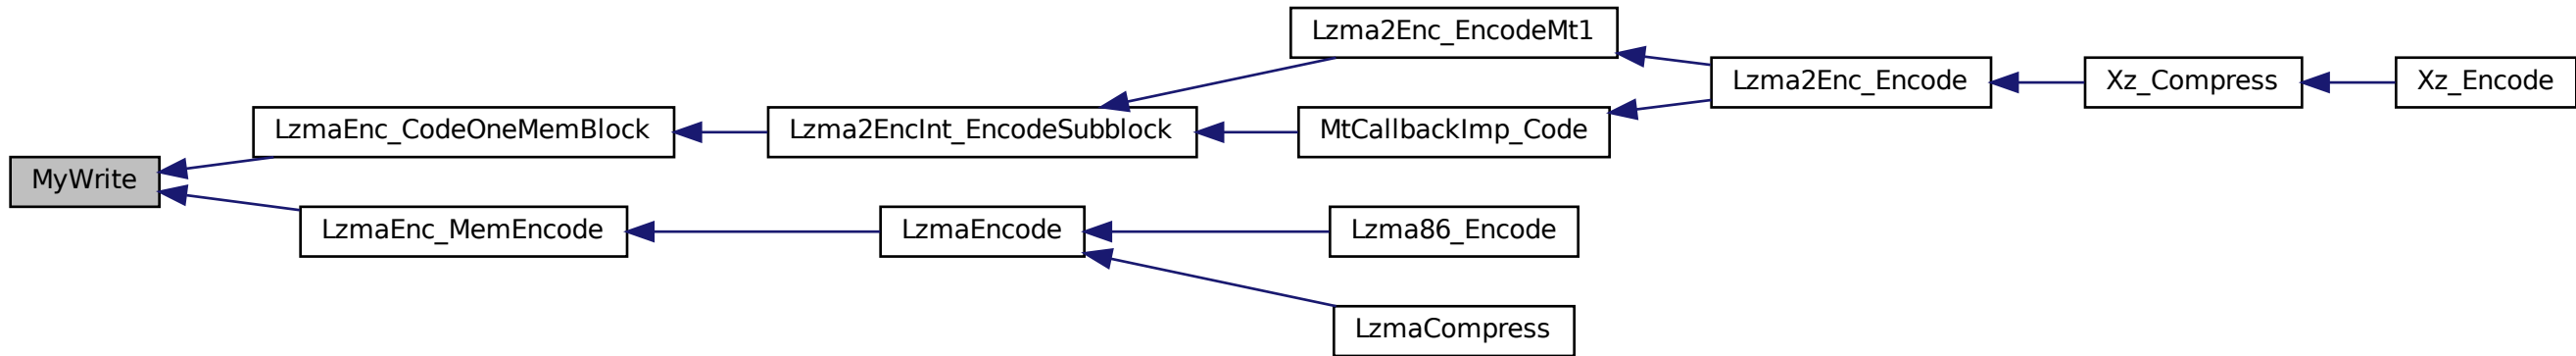 Lzma2Enc_EncodeMt1
Lzma2Enc_Encode
Xz_Compress
Xz_Encode
LzmaEnc_CodeOneMemBlock
Lzma2EncInt_EncodeSubblock
MtCallbackImp_Code
MyWrite
LzmaEnc_MemEncode
LzmaEncode
Lzma86_Encode
LzmaCompress